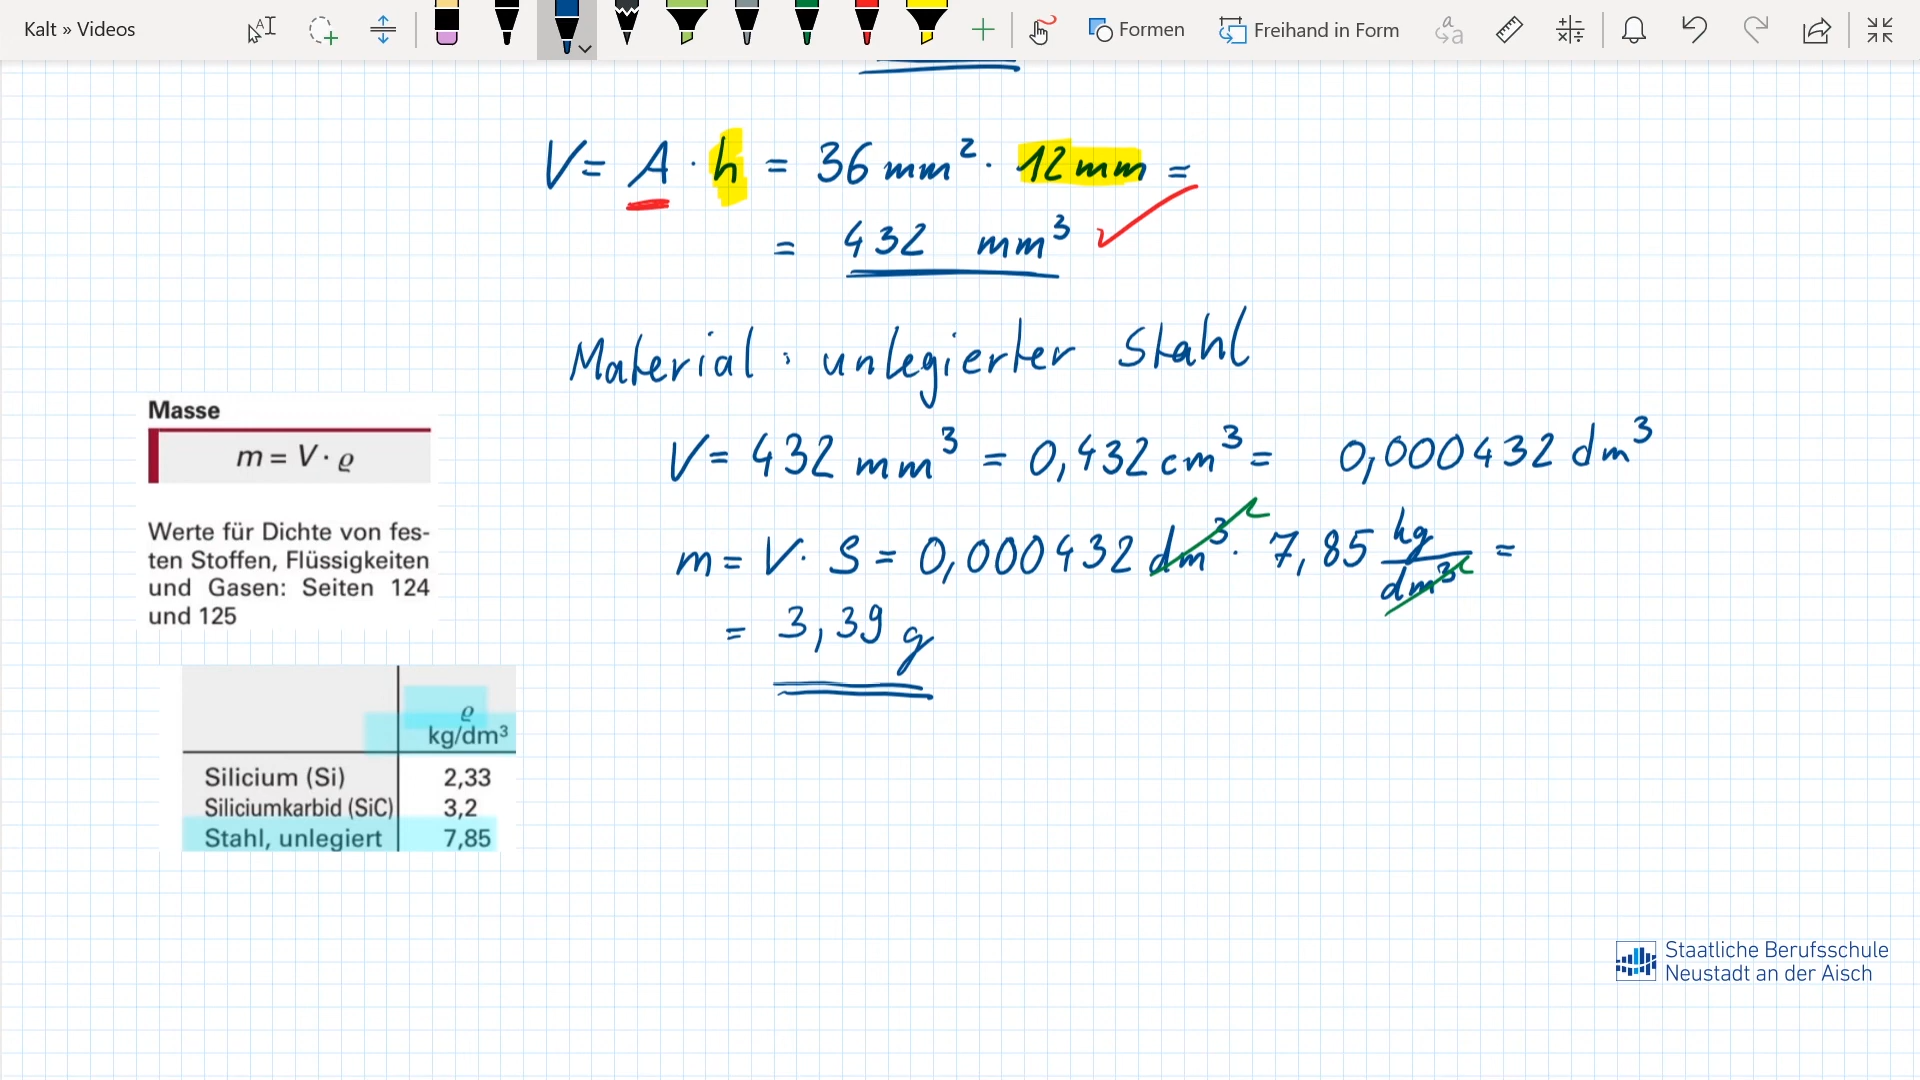 Kalt » Videos
Formen
Freihand in Form
V = A · h = 36 mm² · 12 mm =
= 432 mm³
Material : unlegierter Stahl
Masse
m = V · ϱ
V = 432 mm³ = 0,432 cm³ = 0,000432 dm³
Werte für Dichte von fes-
ten Stoffen, Flüssigkeiten
und Gasen: Seiten 124
und 125
m = V · S = 0,000432 dm³ · 7,85 kg/dm³ =
= 3,39 g
ϱ
kg/dm³
Silicium (Si) 2,33
Siliciumkarbid (SiC) 3,2
Stahl, unlegiert 7,85
Staatliche Berufsschule
Neustadt an der Aisch